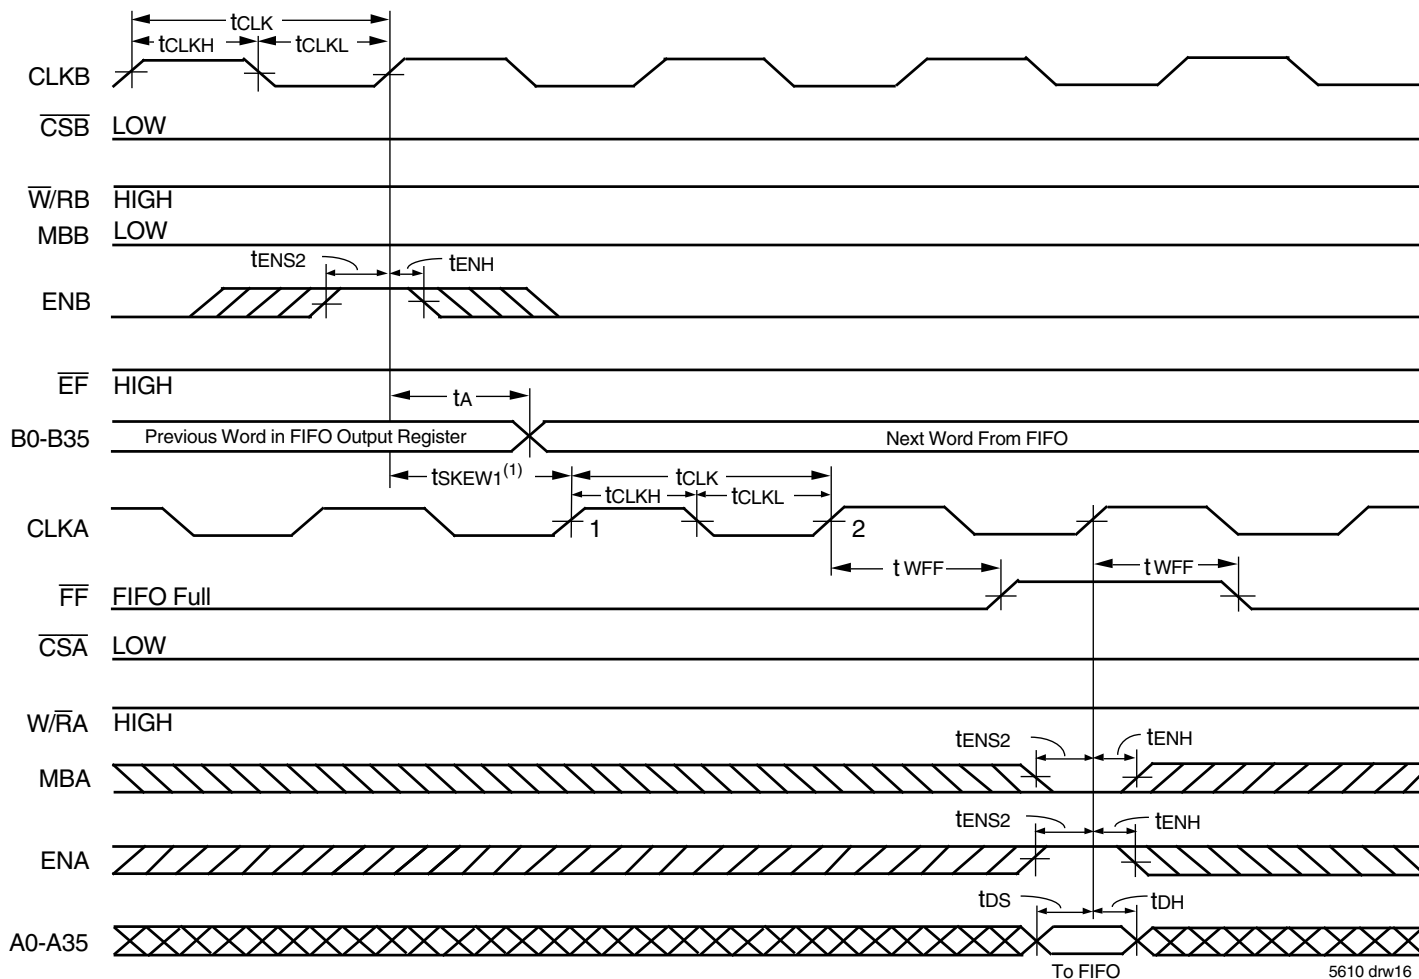 tCLK
tCLKH tCLKL
CLKB
CSB LOW
W/RB HIGH
MBB LOW
tENS2 tENH
ENB
EF HIGH
tA
B0-B35 Previous Word in FIFO Output Register Next Word From FIFO
tSKEW1(1) tCLK
tCLKH tCLKL
CLKA 1 2
tWFF tWFF
FF FIFO Full
CSA LOW
W/RA HIGH
tENS2 tENH
MBA
tENS2 tENH
ENA
tDS tDH
A0-A35
To FIFO 5610 drw16